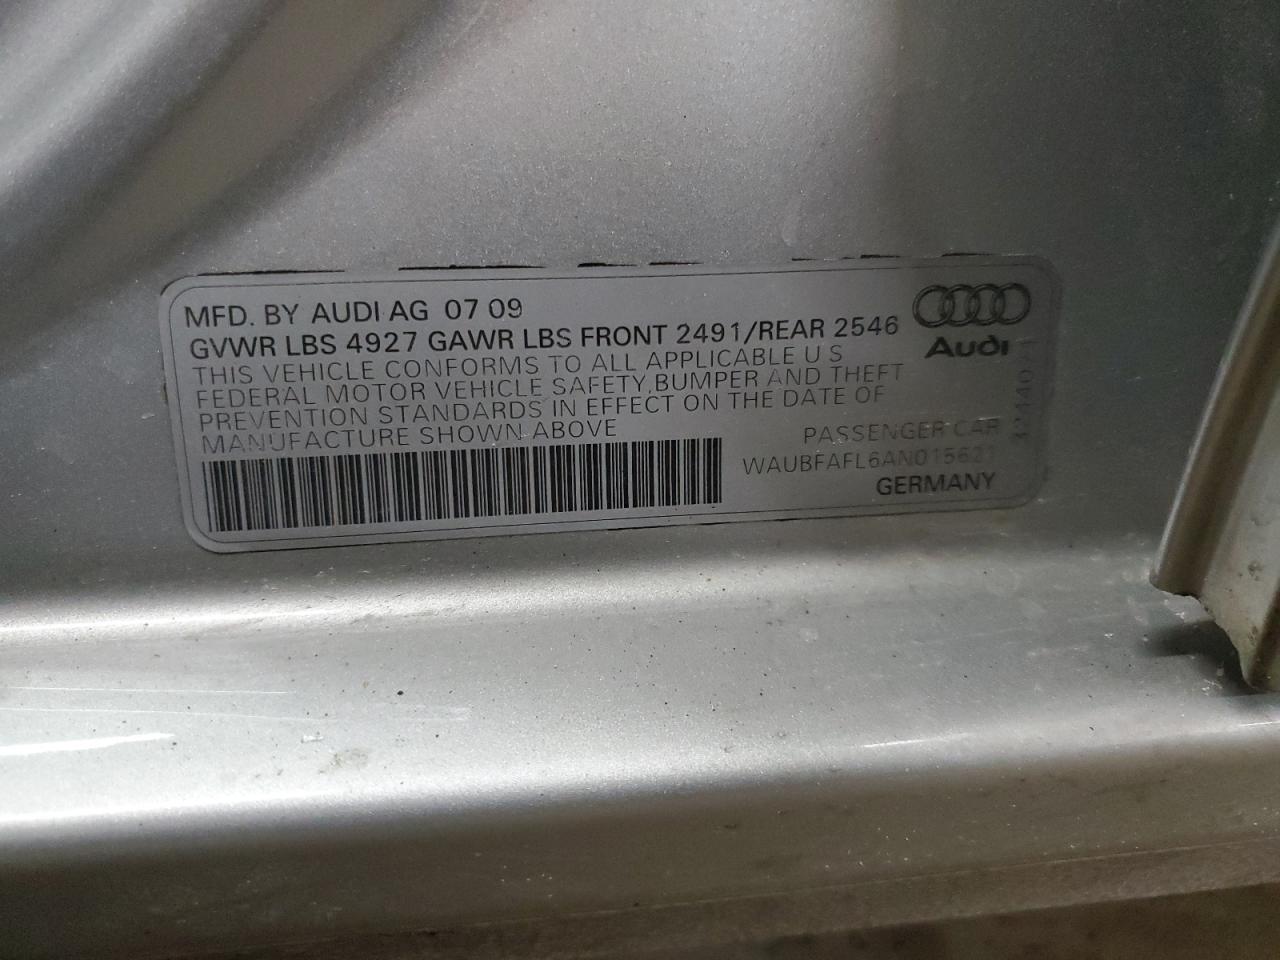 MFD. BY AUDI AG 07 09
GVWR LBS 4927 GAWR LBS FRONT 2491/REAR 2546
THIS VEHICLE CONFORMS TO ALL APPLICABLE U S
FEDERAL MOTOR VEHICLE SAFETY, BUMPER AND THEFT
PREVENTION STANDARDS IN EFFECT ON THE DATE OF
MANUFACTURE SHOWN ABOVE
Audi
PASSENGER CAR
WAUBFAFL6AN015621
GERMANY